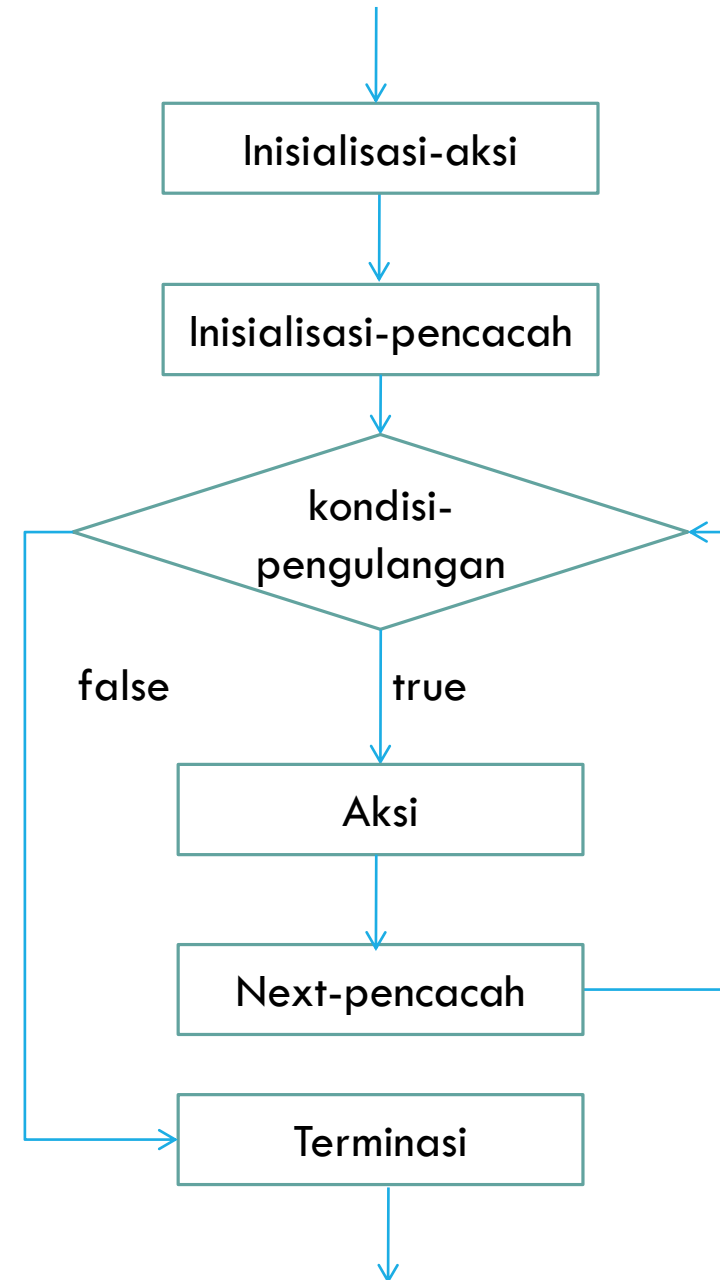 Inisialisasi-aksi
Inisialisasi-pencacah
kondisi-
pengulangan
false
true
Aksi
Next-pencacah
Terminasi